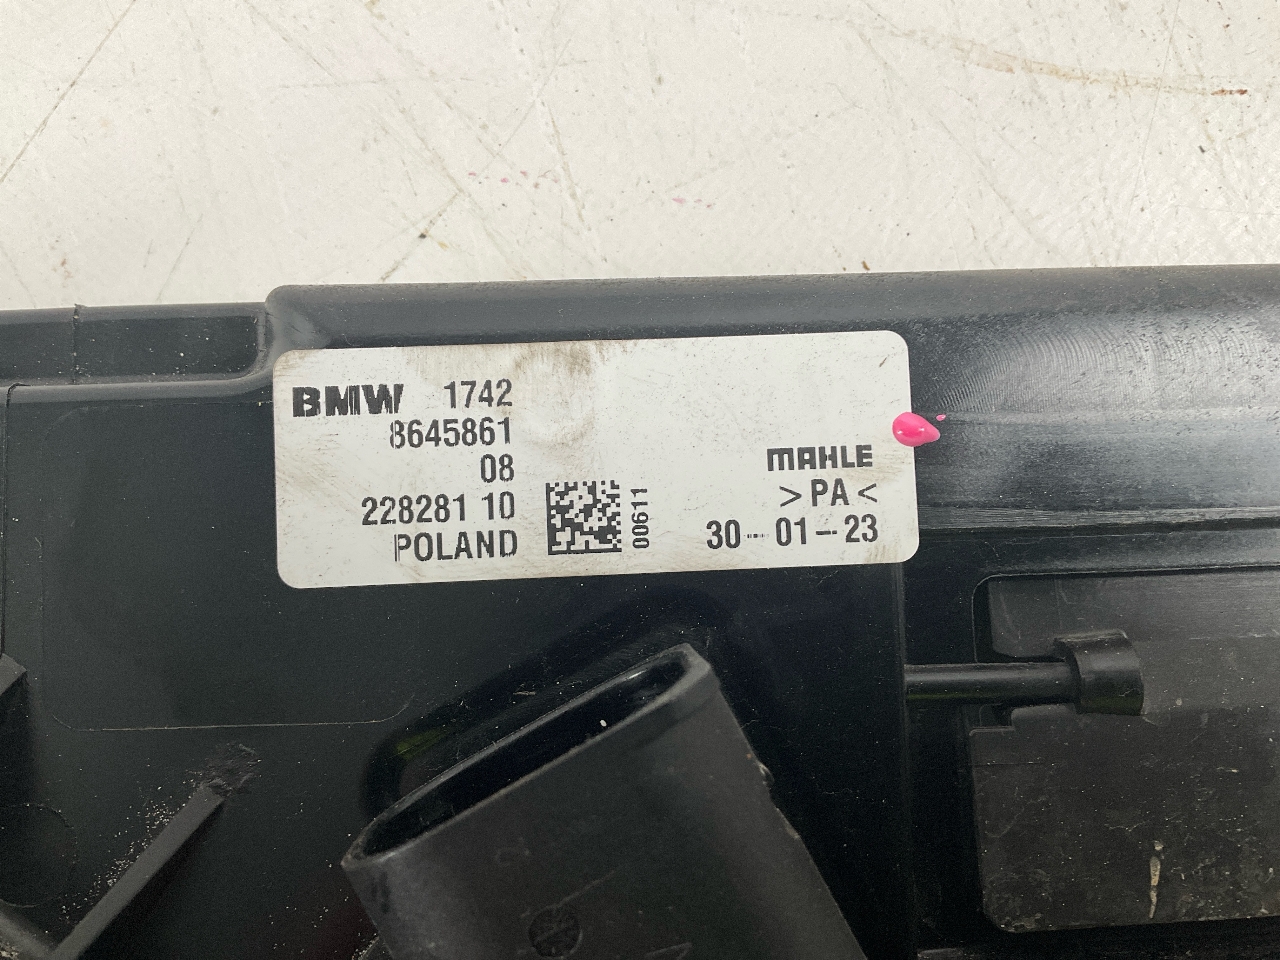 BMW 1742
8645861
08
228281 10
POLAND
00611
MAHLE
>PA<
30-01-23